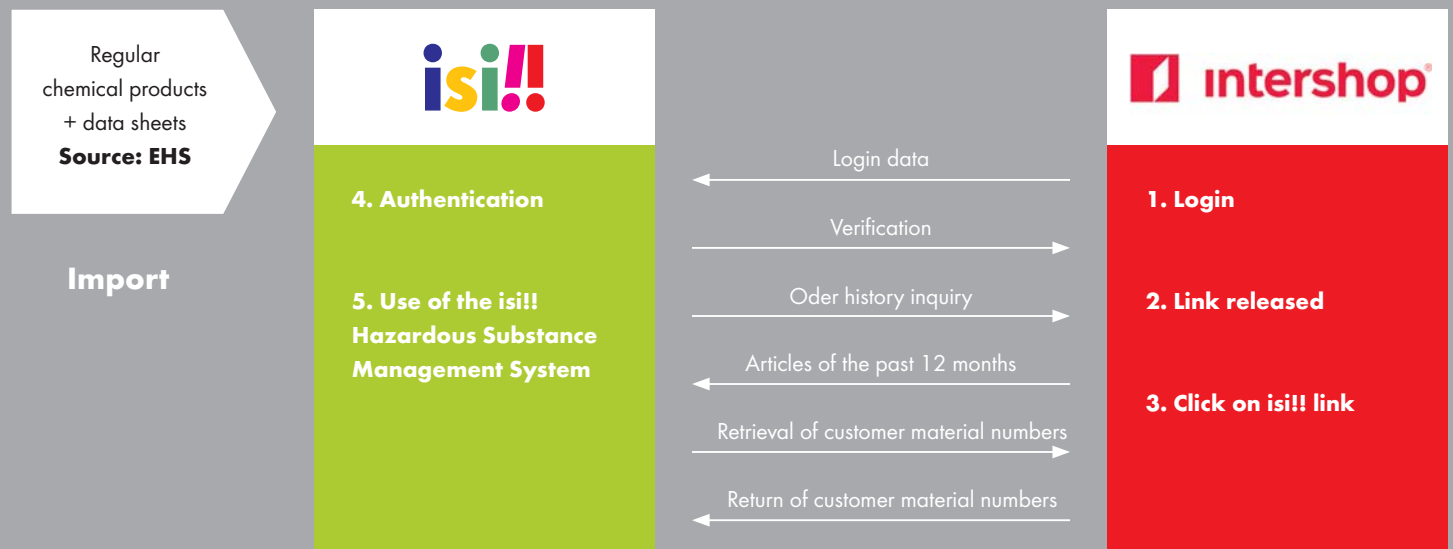 Regular
chemical products
+ data sheets
Source: EHS
Import
isi!!
4. Authentication
5. Use of the isi!!
Hazardous Substance
Management System
Login data
Verification
Oder history inquiry
Articles of the past 12 months
Retrieval of customer material numbers
Return of customer material numbers
intershop®
1. Login
2. Link released
3. Click on isi!! link